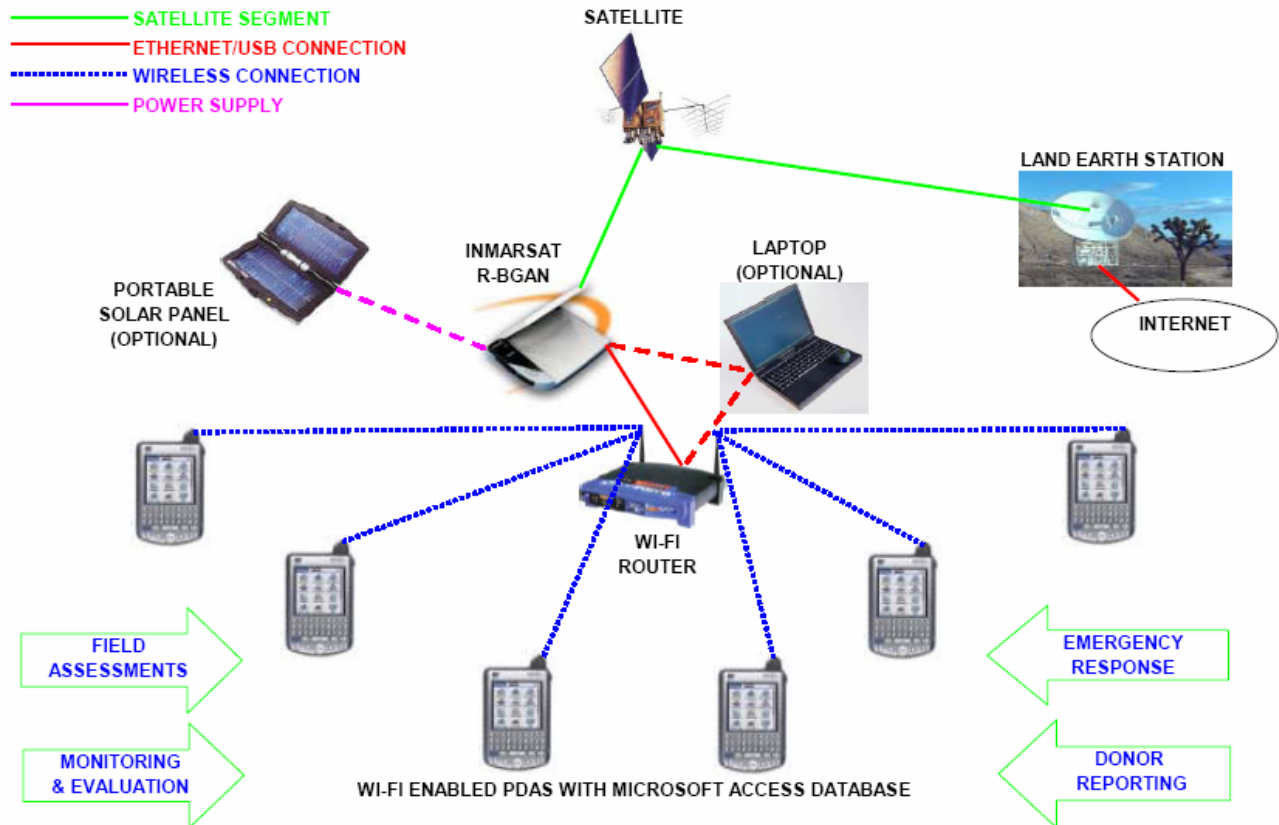 SATELLITE SEGMENT
ETHERNET/USB CONNECTION
WIRELESS CONNECTION
POWER SUPPLY
SATELLITE
LAND EARTH STATION
INMARSAT
R-BGAN
LAPTOP
(OPTIONAL)
PORTABLE
SOLAR PANEL
(OPTIONAL)
INTERNET
WI-FI
ROUTER
FIELD
ASSESSMENTS
EMERGENCY
RESPONSE
MONITORING
& EVALUATION
DONOR
REPORTING
WI-FI ENABLED PDAS WITH MICROSOFT ACCESS DATABASE